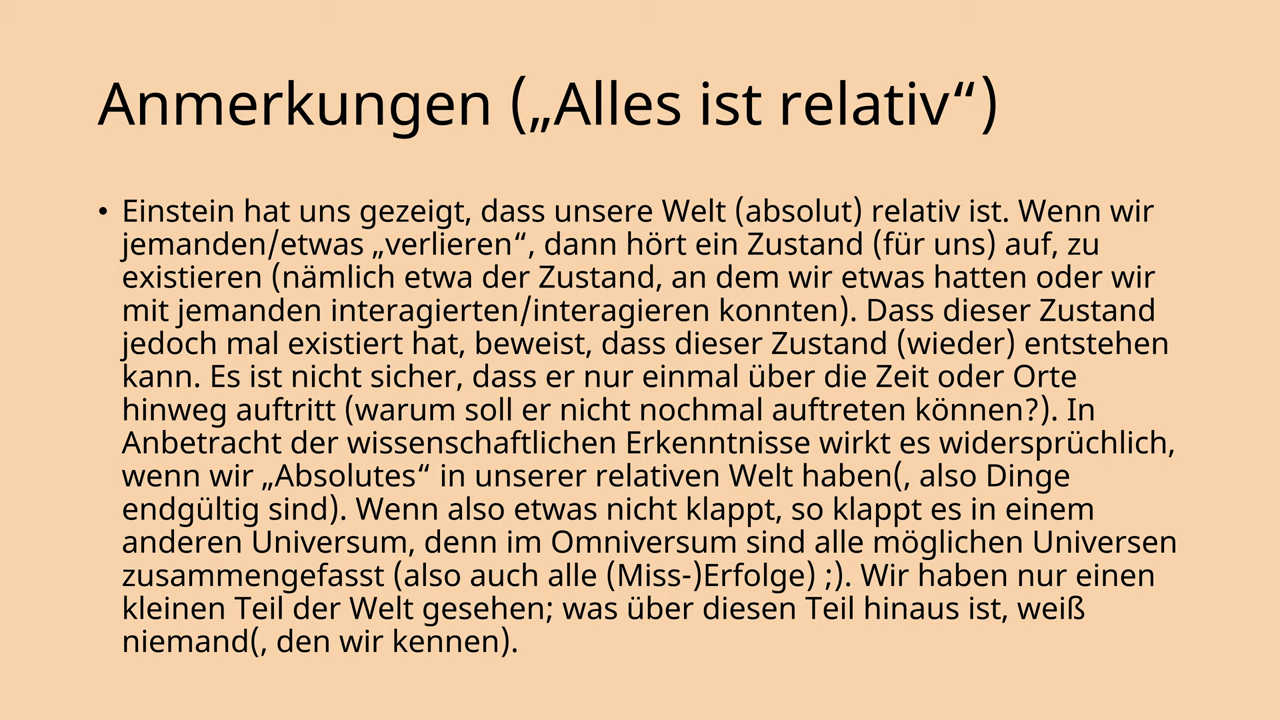 Anmerkungen („Alles ist relativ“)
• Einstein hat uns gezeigt, dass unsere Welt (absolut) relativ ist. Wenn wir
jemanden/etwas „verlieren“, dann hört ein Zustand (für uns) auf, zu
existieren (nämlich etwa der Zustand, an dem wir etwas hatten oder wir
mit jemanden interagierten/interagieren konnten). Dass dieser Zustand
jedoch mal existiert hat, beweist, dass dieser Zustand (wieder) entstehen
kann. Es ist nicht sicher, dass er nur einmal über die Zeit oder Orte
hinweg auftritt (warum soll er nicht nochmal auftreten können?). In
Anbetracht der wissenschaftlichen Erkenntnisse wirkt es widersprüchlich,
wenn wir „Absolutes“ in unserer relativen Welt haben(, also Dinge
endgültig sind). Wenn also etwas nicht klappt, so klappt es in einem
anderen Universum, denn im Omniversum sind alle möglichen Universen
zusammengefasst (also auch alle (Miss-)Erfolge) ;). Wir haben nur einen
kleinen Teil der Welt gesehen; was über diesen Teil hinaus ist, weiß
niemand(, den wir kennen).